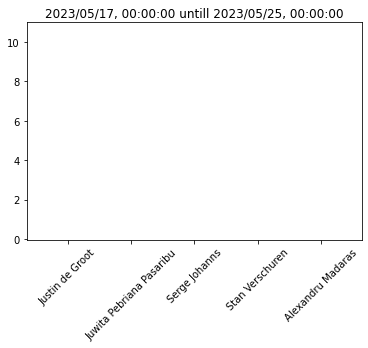 2023/05/17, 00:00:00 untill 2023/05/25, 00:00:00
10
8
6
4
2
0
Justin de Groot
Juwita Pebriana Pasaribu
Serge Johanns
Stan Verschuren
Alexandru Madaras